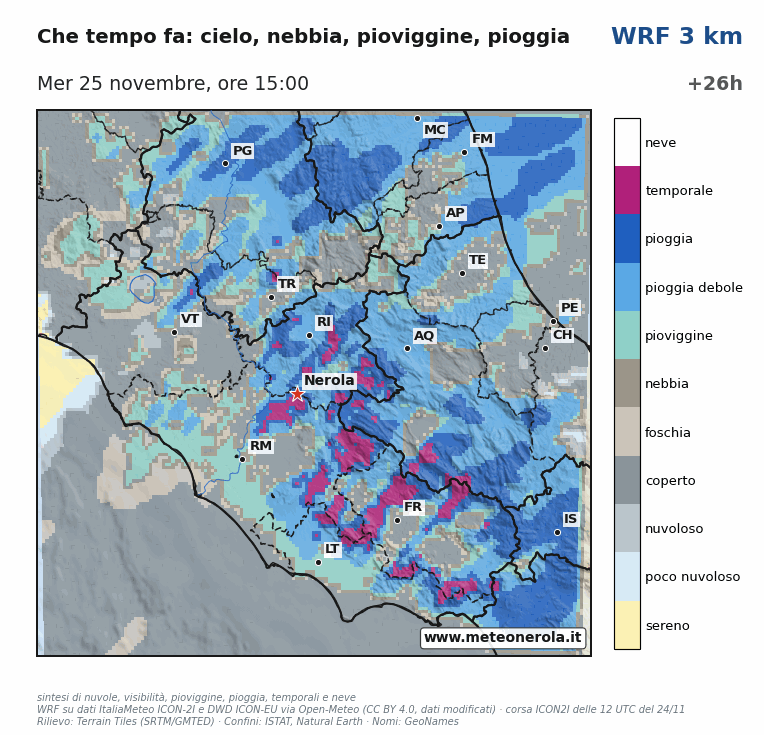 Che tempo fa: cielo, nebbia, pioviggine, pioggia
WRF 3 km
Mer 25 novembre, ore 15:00
+26h
MC
FM
PG
AP
TE
TR
PE
VT
RI
AQ
CH
Nerola
RM
FR
IS
LT
www.meteonerola.it
neve
temporale
pioggia
pioggia debole
pioviggine
nebbia
foschia
coperto
nuvoloso
poco nuvoloso
sereno
sintesi di nuvole, visibilità, pioviggine, pioggia, temporali e neve
WRF su dati ItaliaMeteo ICON-2I e DWD ICON-EU via Open-Meteo (CC BY 4.0, dati modificati) · corsa ICON2I delle 12 UTC del 24/11
Rilievo: Terrain Tiles (SRTM/GMTED) · Confini: ISTAT, Natural Earth · Nomi: GeoNames